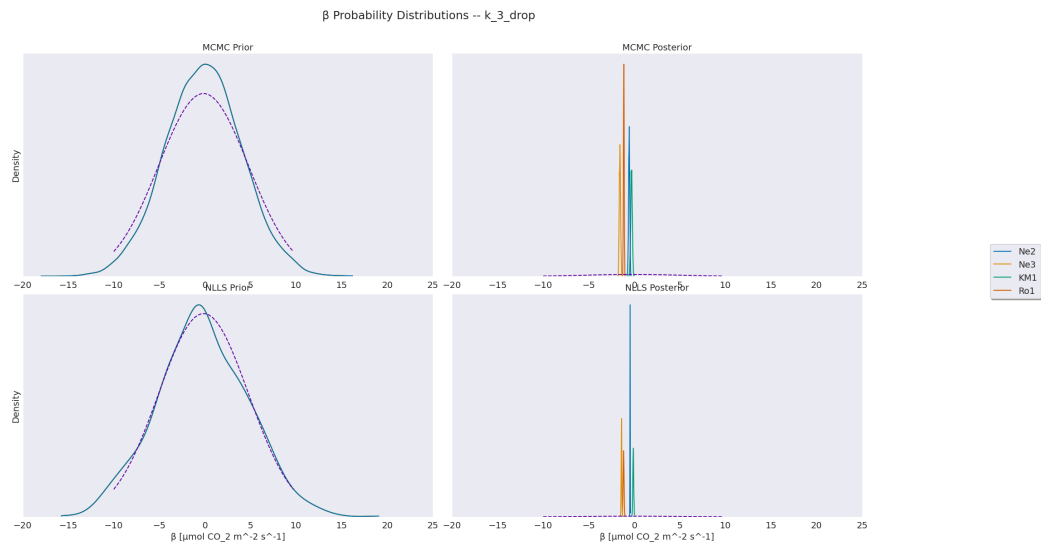 β Probability Distributions -- k_3_drop
MCMC Prior
MCMC Posterior
Density
−20 −15 −10 −5 0 5 10 15 20 25
−20 −15 −10 −5 0 5 10 15 20 25
NLLS Prior
NLLS Posterior
Density
−20 −15 −10 −5 0 5 10 15 20 25
−20 −15 −10 −5 0 5 10 15 20 25
β [μmol CO_2 m^-2 s^-1]
β [μmol CO_2 m^-2 s^-1]
Ne2
Ne3
KM1
Ro1